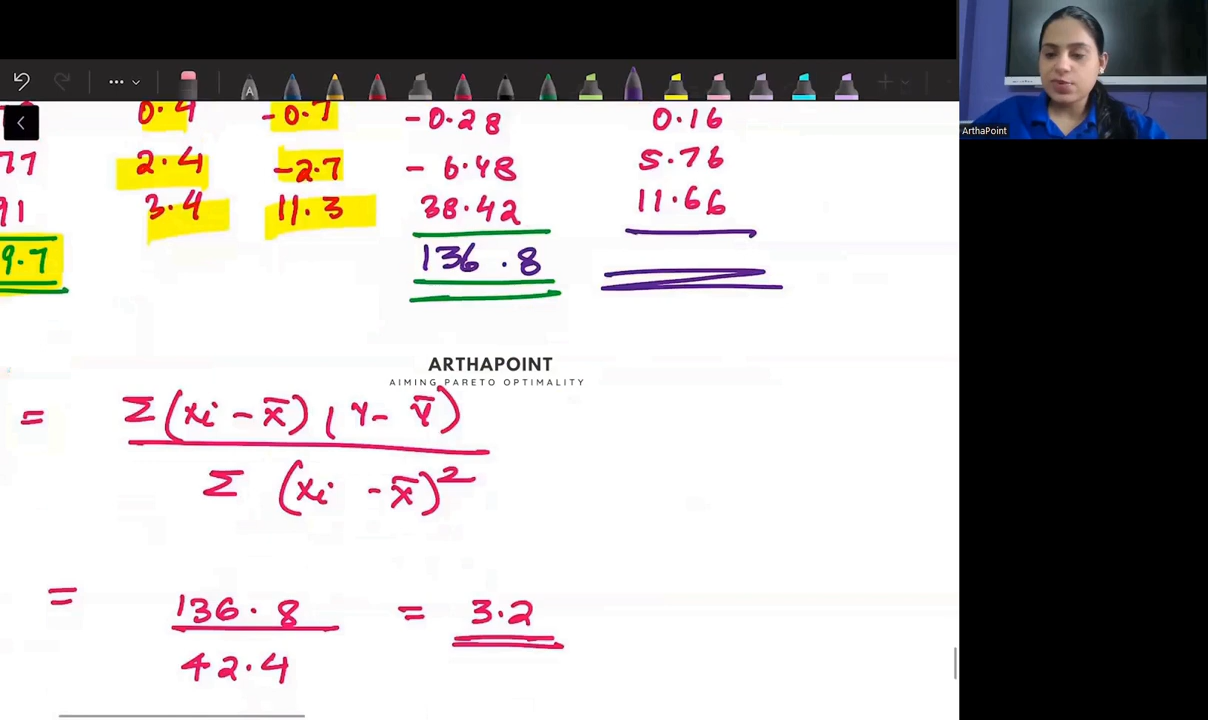 0.4 -0.7 -0.28 0.16
77 2.4 -2.7 -6.48 5.76
91 3.4 11.3 38.42 11.66
9.7 136.8
ArthaPoint
ARTHAPOINT
AIMING PARETO OPTIMALITY
= Σ(xi - x̄) (Y - Ȳ)
Σ (xi - x̄)²
= 136.8 = 3.2
42.4